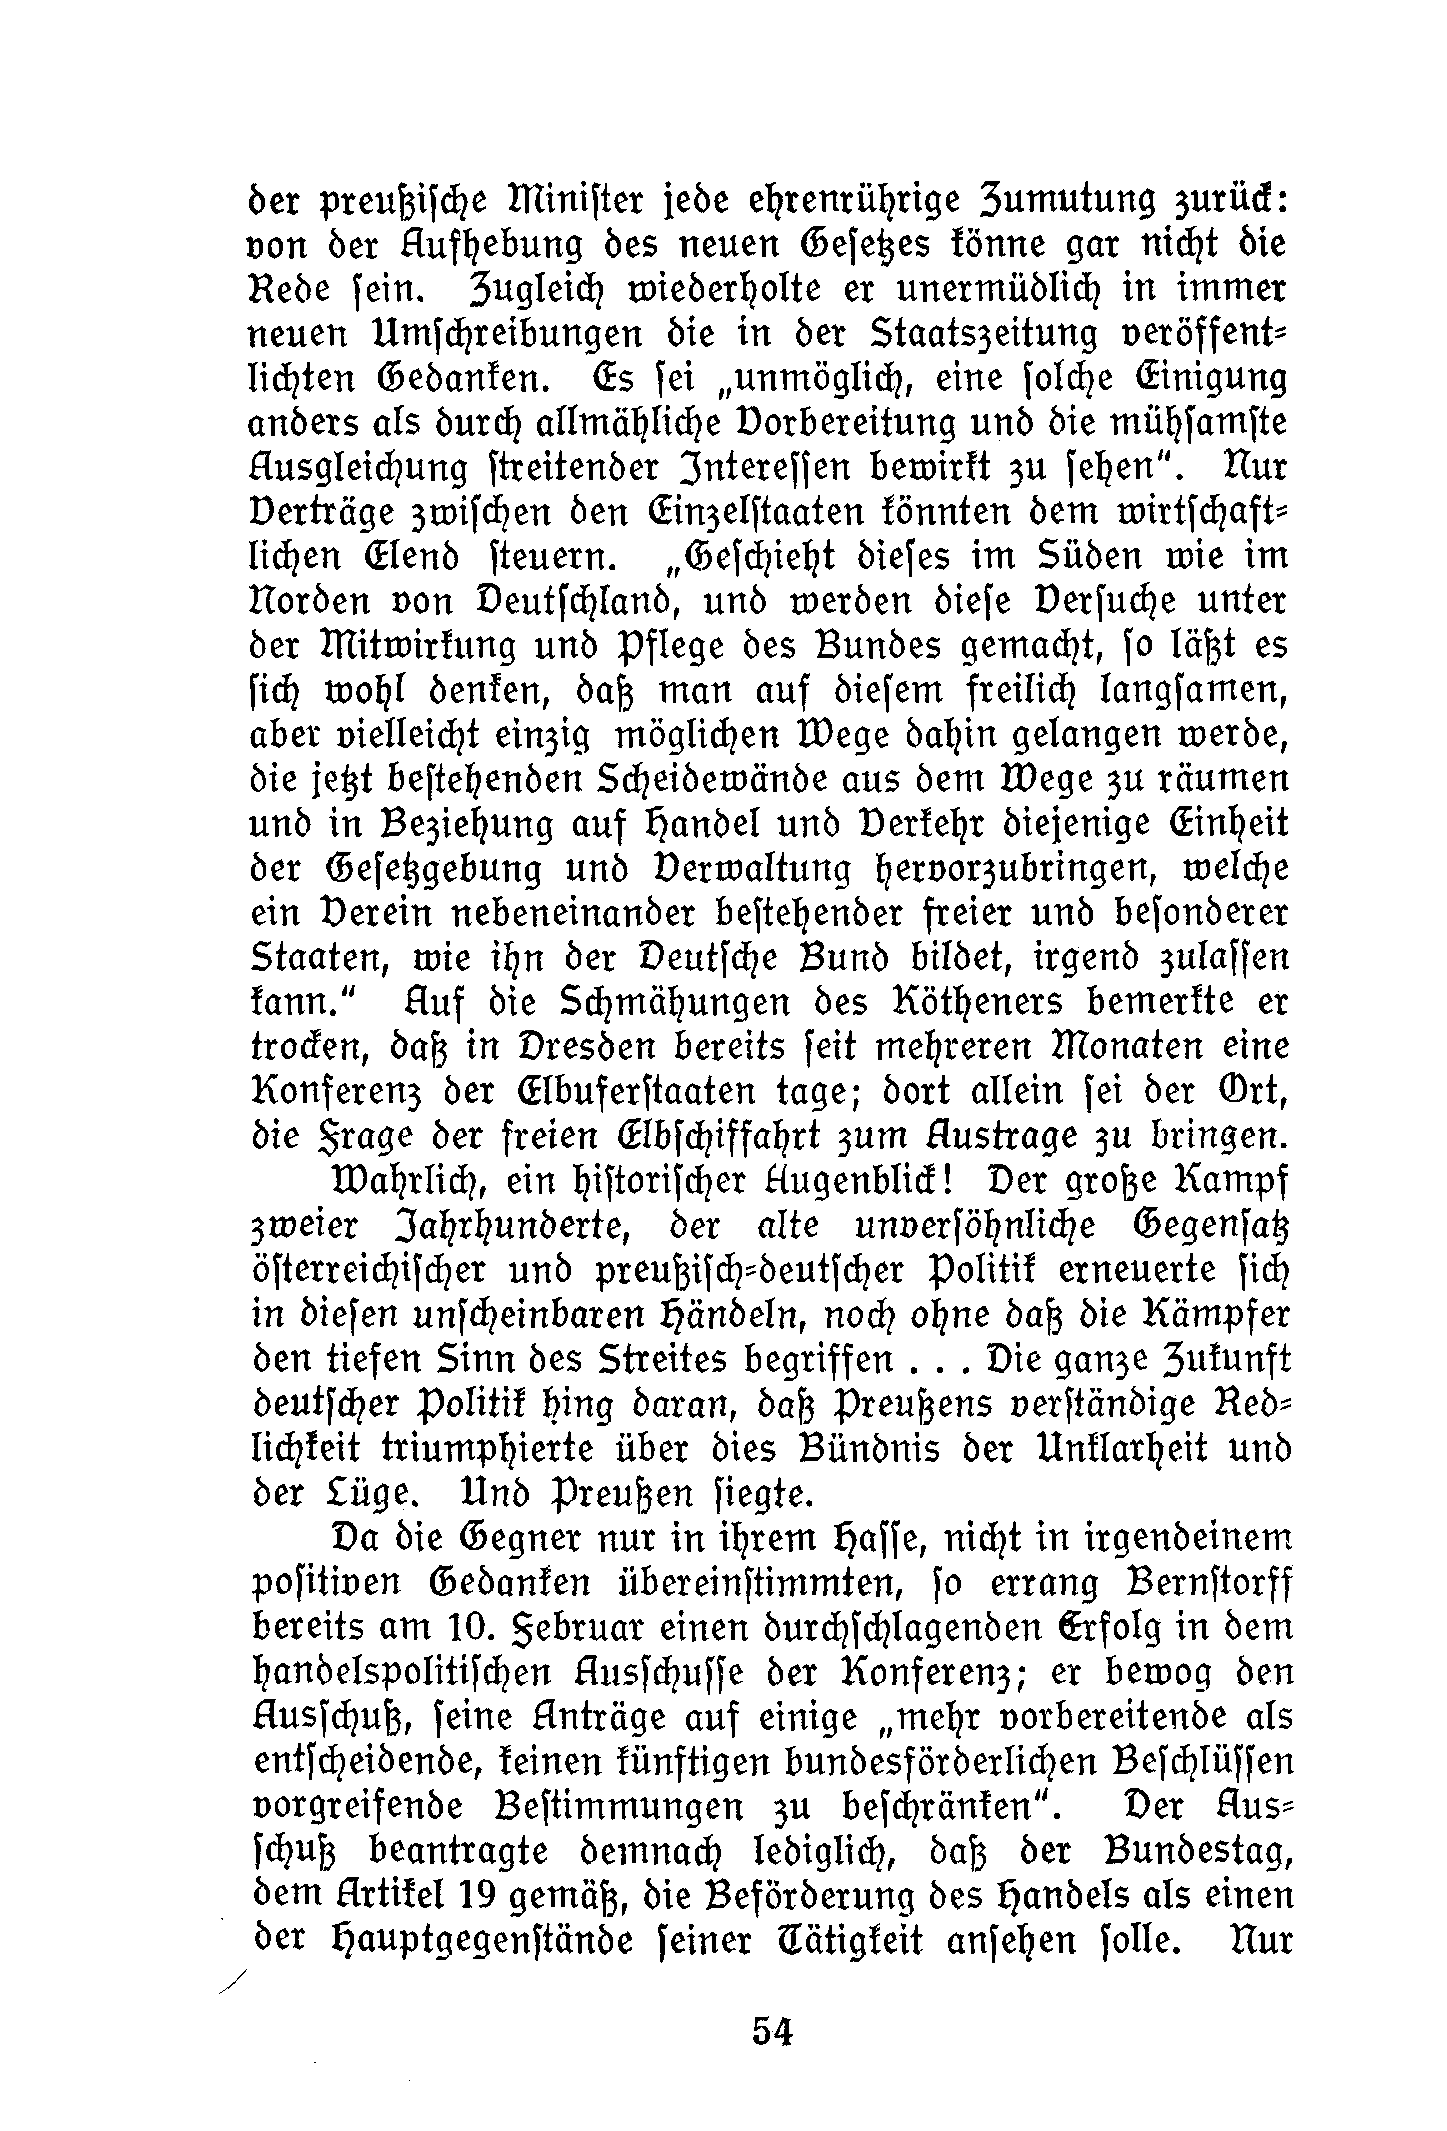 der preußiſche Miniſter jede ehrenrührige Zumutung zurück:
von der Aufhebung des neuen Geſetzes könne gar nicht die
Rede ſein. Zugleich wiederholte er unermüdlich in immer
neuen Umſchreibungen die in der Staatszeitung veröffent⸗
lichten Gedanken. Es ſei „unmöglich, eine ſolche Einigung
anders als durch allmähliche Vorbereitung und die mühſamſte
Ausgleichung ſtreitender Intereſſen bewirkt zu ſehen“. Nur
Verträge zwiſchen den Einzelſtaaten könnten dem wirtſchaft⸗
lichen Elend ſteuern. „Geſchieht dieſes im Süden wie im
Norden von Deutſchland, und werden dieſe Verſuche unter
der Mitwirkung und Pflege des Bundes gemacht, ſo läßt es
ſich wohl denken, daß man auf dieſem freilich langſamen,
aber vielleicht einzig möglichen Wege dahin gelangen werde,
die jetzt beſtehenden Scheidewände aus dem Wege zu räumen
und in Beziehung auf Handel und Verkehr diejenige Einheit
der Geſetzgebung und Verwaltung hervorzubringen, welche
ein Verein nebeneinander beſtehender freier und beſonderer
Staaten, wie ihn der Deutſche Bund bildet, irgend zulaſſen
kann.“ Auf die Schmähungen des Kötheners bemerkte er
trocken, daß in Dresden bereits ſeit mehreren Monaten eine
Konferenz der Elbuferſtaaten tage; dort allein ſei der Ort,
die Frage der freien Elbſchiffahrt zum Austrage zu bringen.
Wahrlich, ein hiſtoriſcher Augenblick! Der große Kampf
zweier Jahrhunderte, der alte unverſöhnliche Gegenſatz
öſterreichiſcher und preußiſch⸗deutſcher Politik erneuerte ſich
in dieſen unſcheinbaren Händeln, noch ohne daß die Kämpfer
den tiefen Sinn des Streites begriffen . . . Die ganze Zukunft
deutſcher Politik hing daran, daß Preußens verſtändige Red⸗
lichkeit triumphierte über dies Bündnis der Unklarheit und
der Lüge. Und Preußen ſiegte.
Da die Gegner nur in ihrem Haſſe, nicht in irgendeinem
poſitiven Gedanken übereinſtimmten, ſo errang Bernſtorff
bereits am 10. Februar einen durchſchlagenden Erfolg in dem
handelspolitiſchen Ausſchuſſe der Konferenz; er bewog den
Ausſchuß, ſeine Anträge auf einige „mehr vorbereitende als
entſcheidende, keinen künftigen bundesförderlichen Beſchlüſſen
vorgreifende Beſtimmungen zu beſchränken“. Der Aus⸗
ſchuß beantragte demnach lediglich, daß der Bundestag,
dem Artikel 19 gemäß, die Beförderung des Handels als einen
der Hauptgegenſtände ſeiner Tätigkeit anſehen ſolle. Nur
54